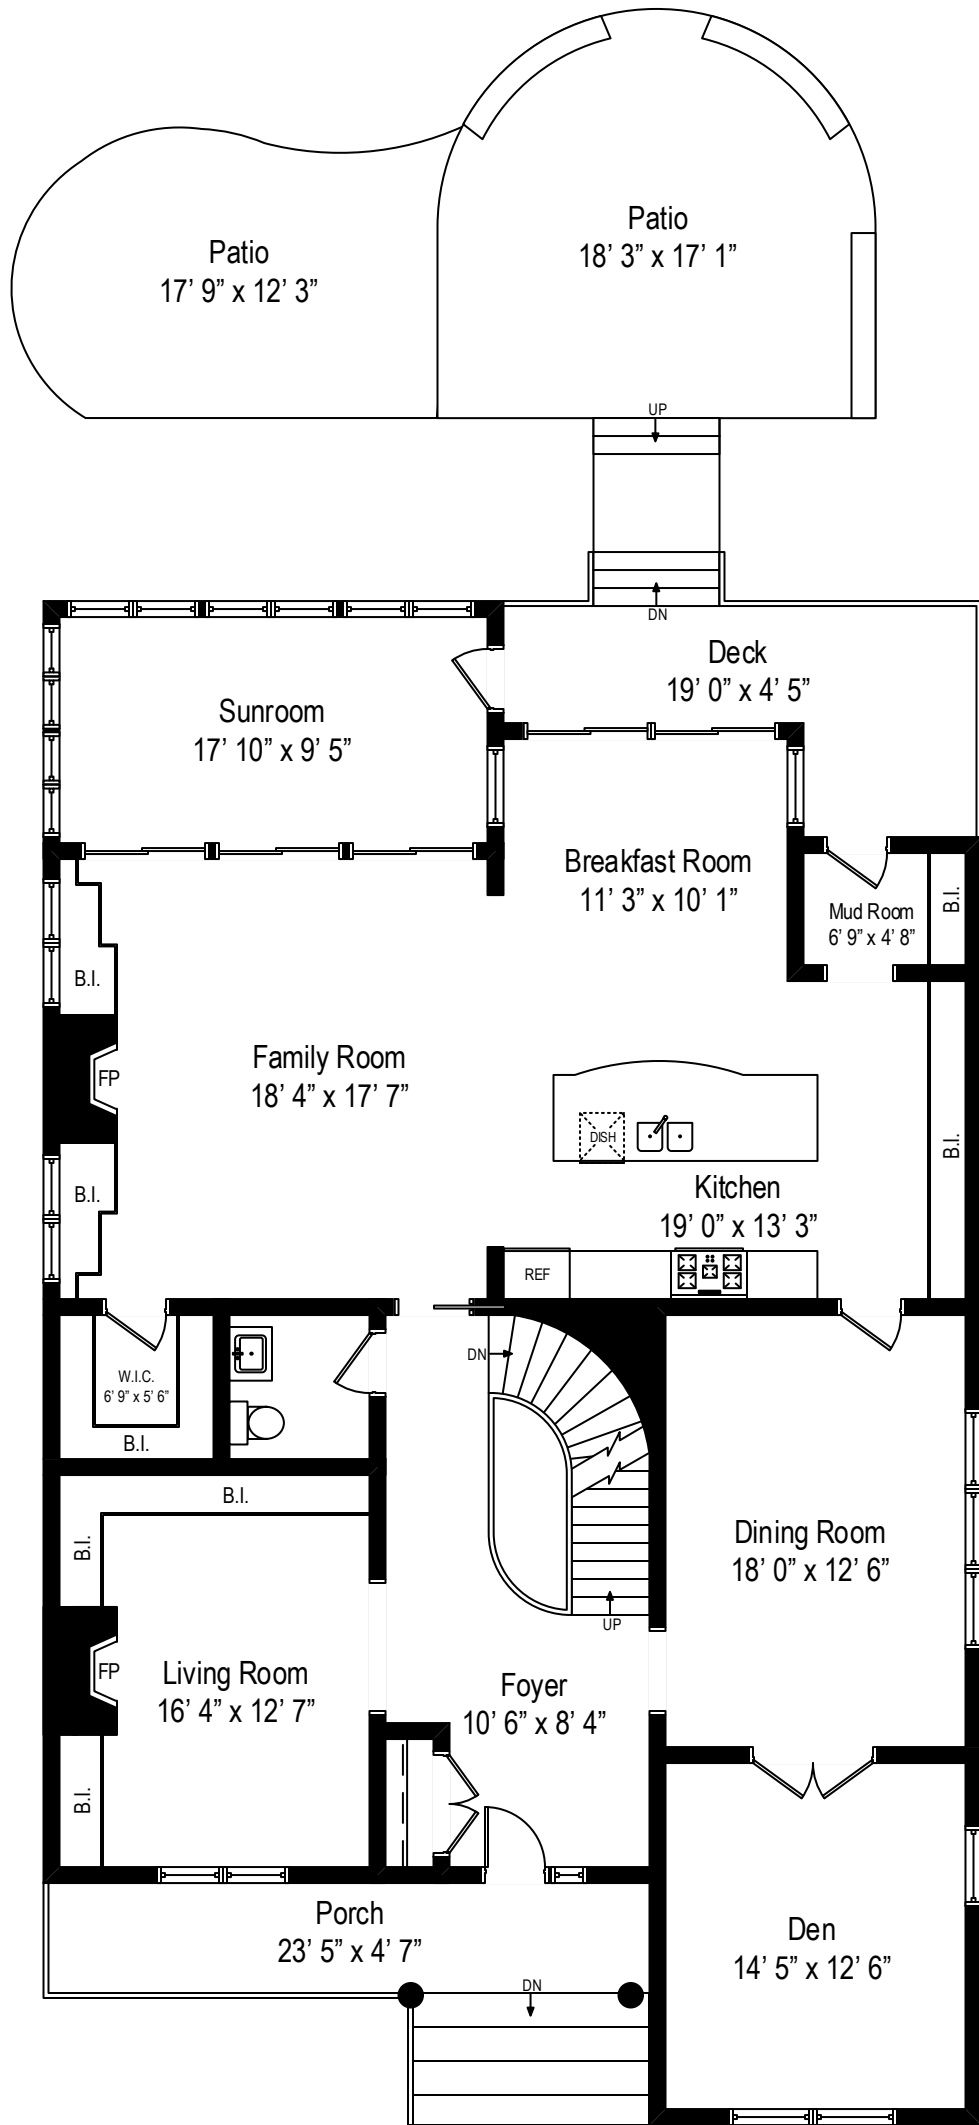 Patio
18’ 3” x 17’ 1”
Patio
17’ 9” x 12’ 3”
UP
DN
Deck
19’ 0” x 4’ 5”
Sunroom
17’ 10” x 9’ 5”
Breakfast Room
11’ 3” x 10’ 1”
Mud Room
6’ 9” x 4’ 8”
B.I.
B.I.
Family Room
18’ 4” x 17’ 7”
FP
DISH
B.I.
B.I.
Kitchen
19’ 0” x 13’ 3”
REF
DN
W.I.C.
6’ 9” x 5’ 6”
B.I.
B.I.
B.I.
Dining Room
18’ 0” x 12’ 6”
UP
FP
Living Room
16’ 4” x 12’ 7”
Foyer
10’ 6” x 8’ 4”
B.I.
Porch
23’ 5” x 4’ 7”
Den
14’ 5” x 12’ 6”
DN